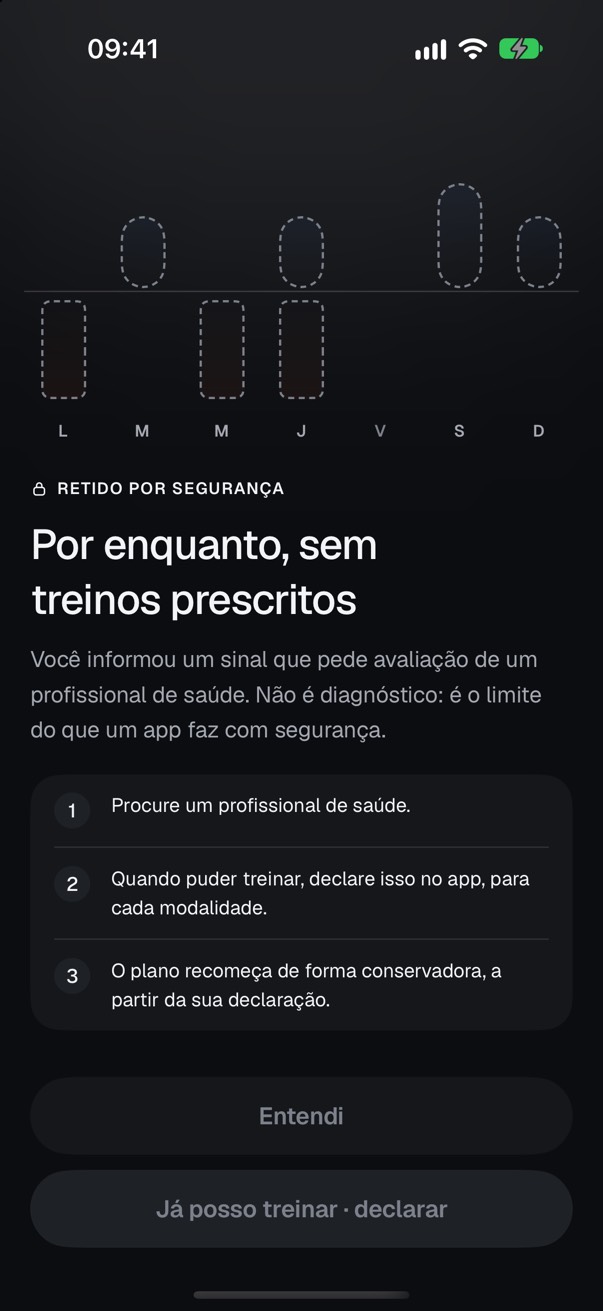 09:41
L M M J V S D
RETIDO POR SEGURANÇA
Por enquanto, sem
treinos prescritos
Você informou um sinal que pede avaliação de um
profissional de saúde. Não é diagnóstico: é o limite
do que um app faz com segurança.
1 Procure um profissional de saúde.
2 Quando puder treinar, declare isso no app, para
cada modalidade.
3 O plano recomeça de forma conservadora, a
partir da sua declaração.
Entendi
Já posso treinar · declarar